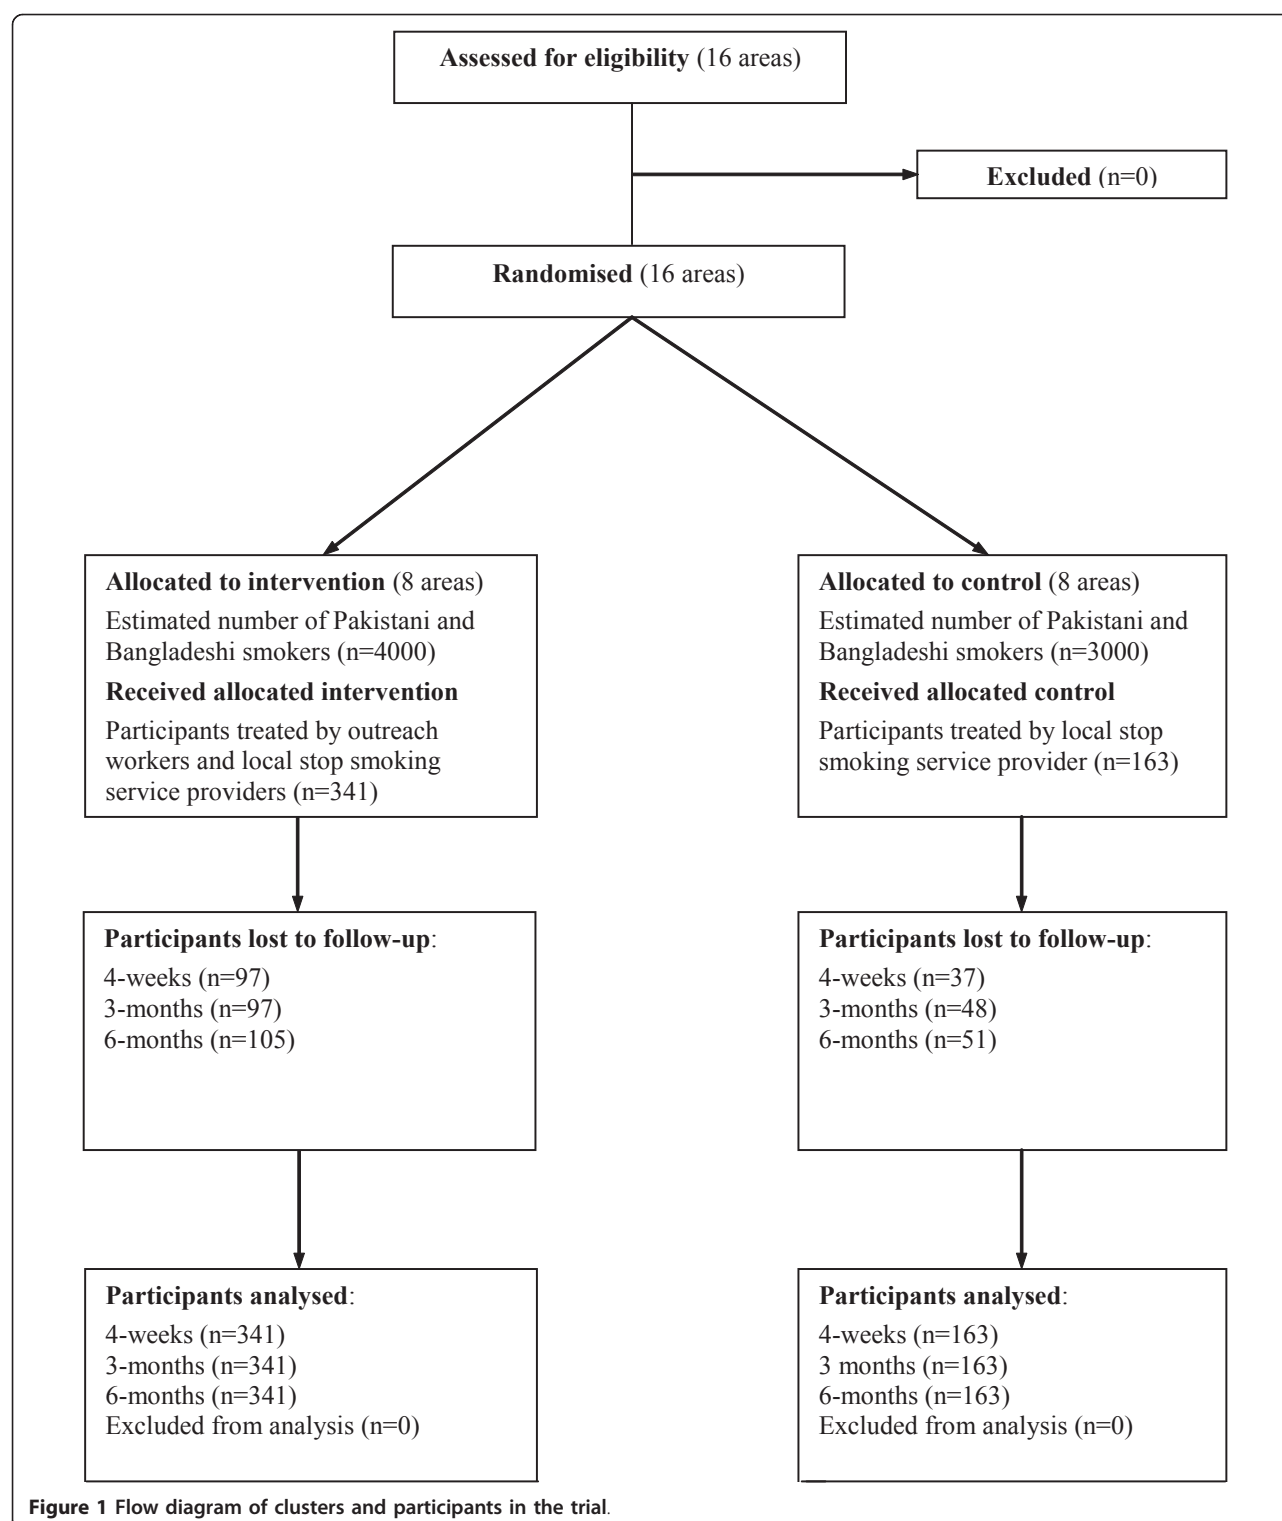 Assessed for eligibility (16 areas)
Excluded (n=0)
Randomised (16 areas)
Allocated to intervention (8 areas)
Estimated number of Pakistani and
Bangladeshi smokers (n=4000)
Received allocated intervention
Participants treated by outreach
workers and local stop smoking
service providers (n=341)
Allocated to control (8 areas)
Estimated number of Pakistani and
Bangladeshi smokers (n=3000)
Received allocated control
Participants treated by local stop
smoking service provider (n=163)
Participants lost to follow-up:
4-weeks (n=97)
3-months (n=97)
6-months (n=105)
Participants lost to follow-up:
4-weeks (n=37)
3-months (n=48)
6-months (n=51)
Participants analysed:
4-weeks (n=341)
3-months (n=341)
6-months (n=341)
Excluded from analysis (n=0)
Participants analysed:
4-weeks (n=163)
3 months (n=163)
6-months (n=163)
Excluded from analysis (n=0)
Figure 1 Flow diagram of clusters and participants in the trial.